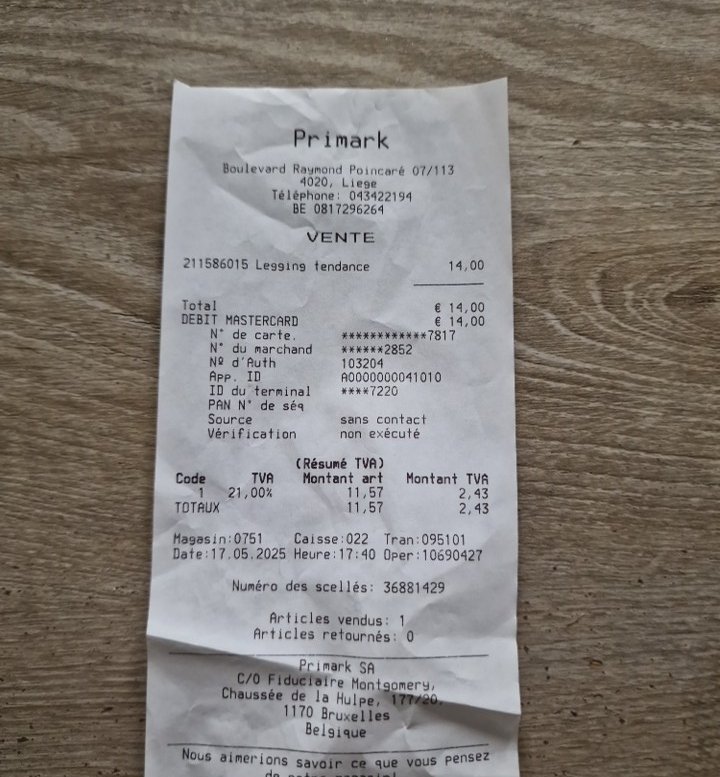 Primark
Boulevard Raymond Poincaré 07/113
4020, Liege
Téléphone: 043422194
BE 0817296264
VENTE
211586015 Legging tendance 14,00
Total € 14,00
DEBIT MASTERCARD € 14,00
N° de carte. ************7817
N° du marchand ******2852
Nº d'Auth 103204
App. ID A0000000041010
ID du terminal ****7220
PAN N° de séq
Source sans contact
Vérification non exécuté
(Résumé TVA)
Code TVA Montant art Montant TVA
1 21,00% 11,57 2,43
TOTAUX 11,57 2,43
Magasin:0751 Caisse:022 Tran:095101
Date:17.05.2025 Heure:17:40 Oper:10690427
Numéro des scellés: 36881429
Articles vendus: 1
Articles retournés: 0
Primark SA
C/O Fiduciaire Montgomery,
Chaussée de la Hulpe, 177/20.
1170 Bruxelles
Belgique
Nous aimerions savoir ce que vous pensez